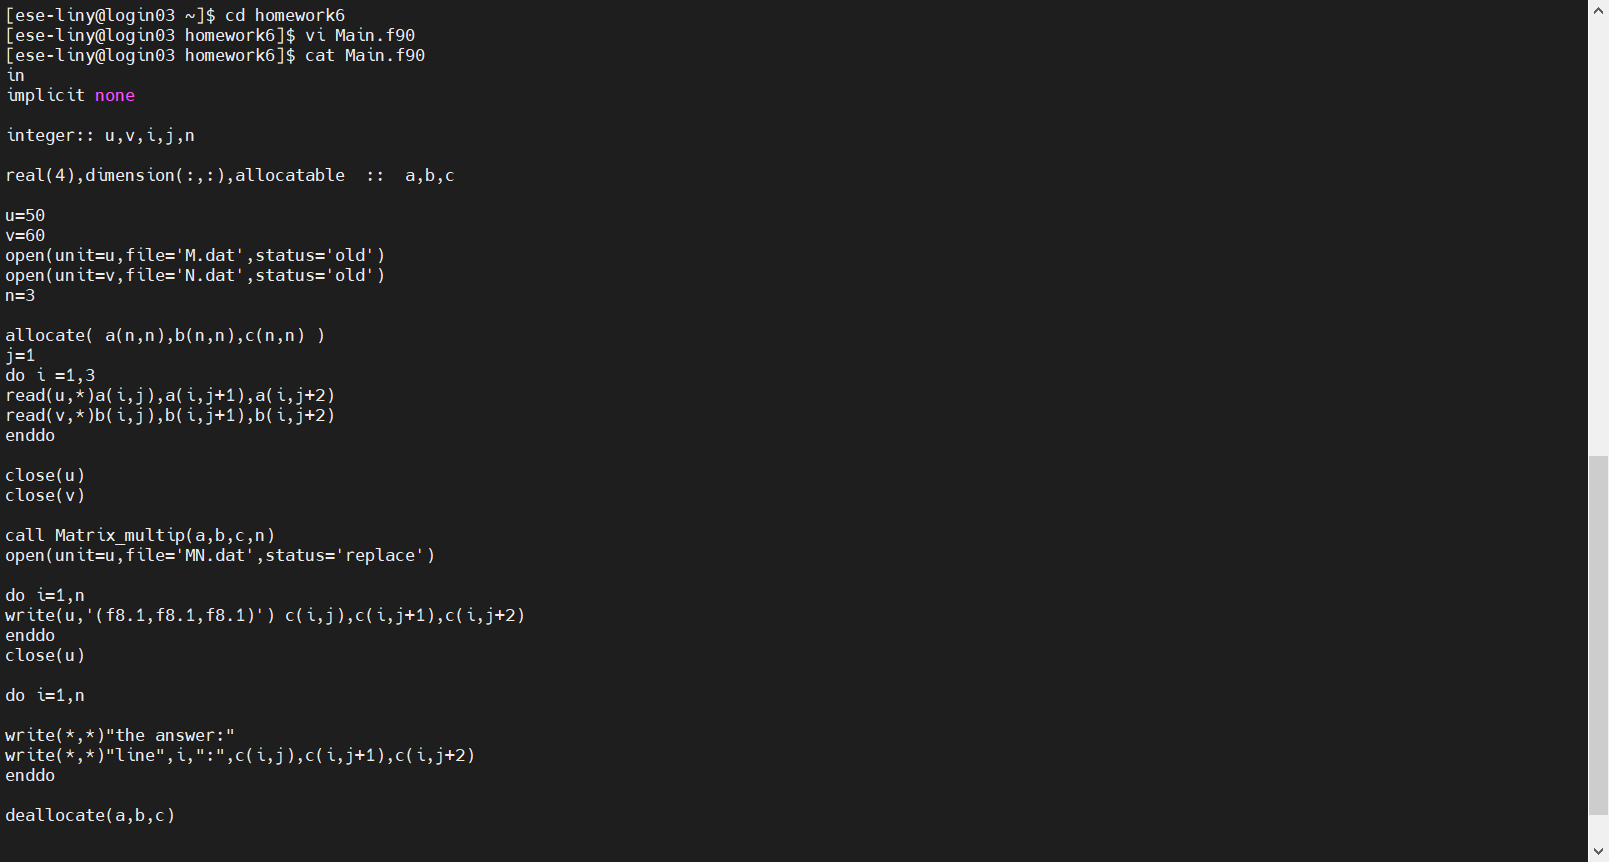 [ese-liny@login03 ~]$ cd homework6
[ese-liny@login03 homework6]$ vi Main.f90
[ese-liny@login03 homework6]$ cat Main.f90
in
implicit none
integer:: u,v,i,j,n
real(4),dimension(:,:),allocatable  ::  a,b,c
u=50
v=60
open(unit=u,file='M.dat',status='old')
open(unit=v,file='N.dat',status='old')
n=3
allocate( a(n,n),b(n,n),c(n,n) )
j=1
do i =1,3
read(u,*)a(i,j),a(i,j+1),a(i,j+2)
read(v,*)b(i,j),b(i,j+1),b(i,j+2)
enddo
close(u)
close(v)
call Matrix_multip(a,b,c,n)
open(unit=u,file='MN.dat',status='replace')
do i=1,n
write(u,'(f8.1,f8.1,f8.1)') c(i,j),c(i,j+1),c(i,j+2)
enddo
close(u)
do i=1,n
write(*,*)"the answer:"
write(*,*)"line",i,":",c(i,j),c(i,j+1),c(i,j+2)
enddo
deallocate(a,b,c)